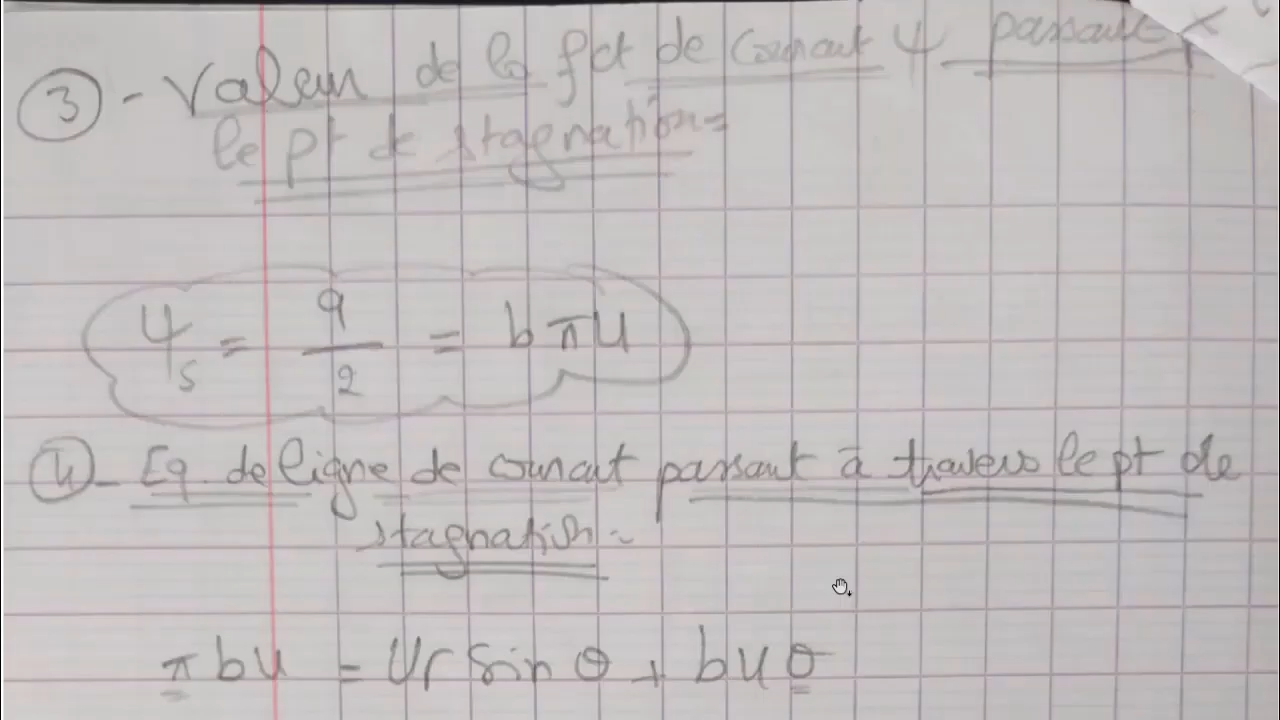 ③ - Valeur de la fct de courant ψ passant
le pt de stagnation =
ψs = q/2 = bπU
④ - Eq. de ligne de courant passant à travers le pt de
stagnation -
πbU = Ur sin θ + bUθ